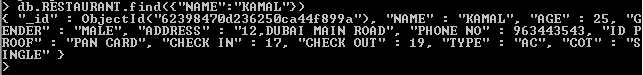 > db.RESTAURANT.find({"NAME":"KAMAL"})
{ "_id" : ObjectId("62398470d236250ca44f899a"), "NAME" : "KAMAL", "AGE" : 25, "G
ENDER" : "MALE", "ADDRESS" : "12,DUBAI MAIN ROAD", "PHONE NO" : 963443543, "ID P
ROOF" : "PAN CARD", "CHECK IN" : 17, "CHECK OUT" : 19, "TYPE" : "AC", "COT" : "S
INGLE" }
>